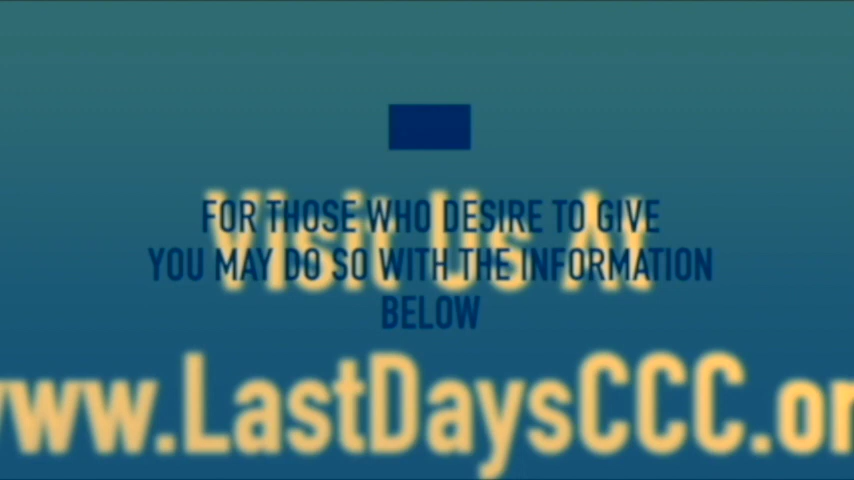 Visit Us At
FOR THOSE WHO DESIRE TO GIVE
YOU MAY DO SO WITH THE INFORMATION
BELOW
www.LastDaysCCC.or